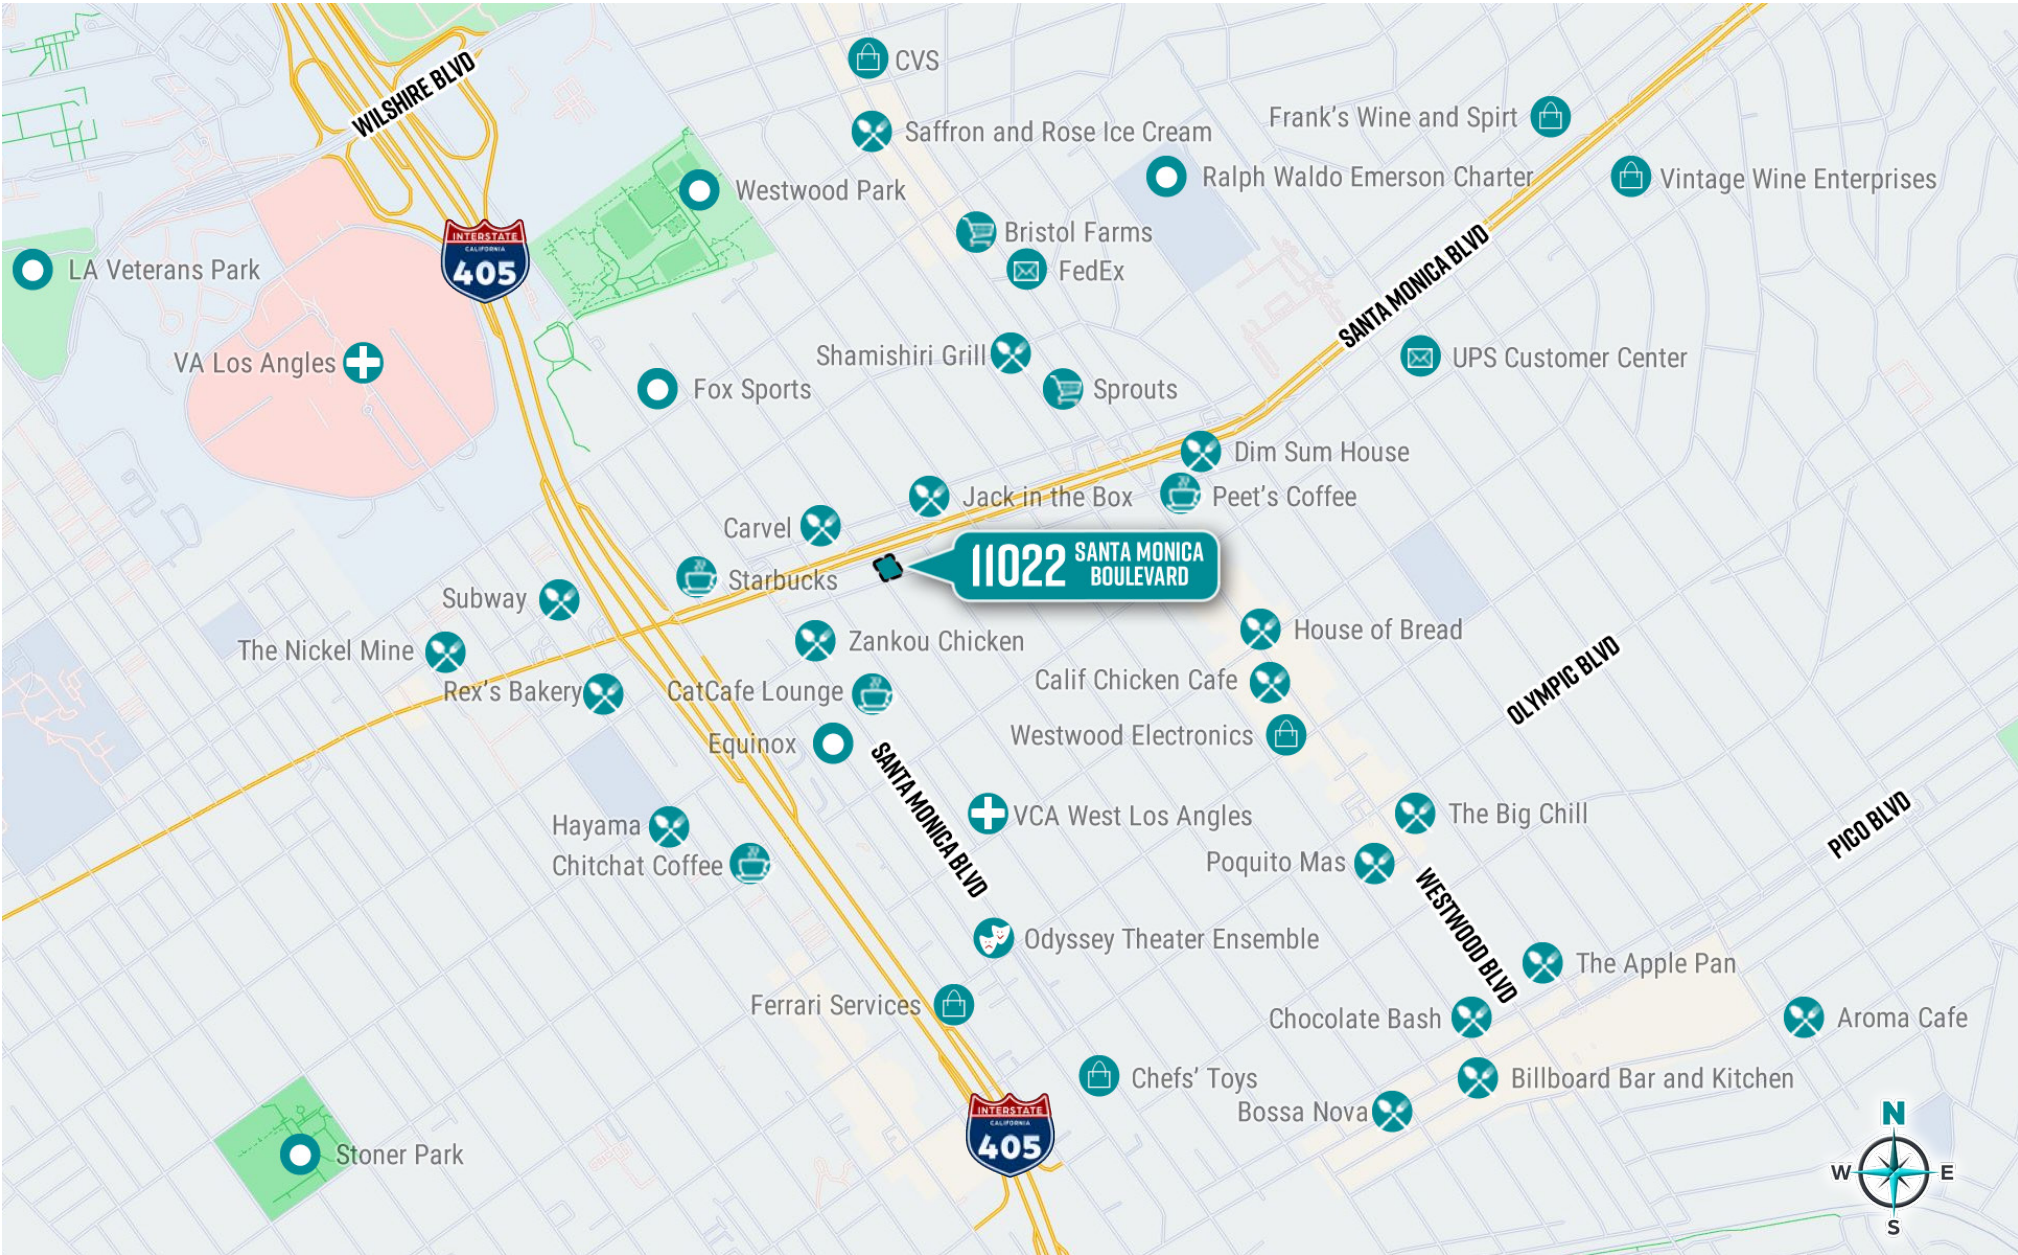 CVS
WILSHIRE BLVD
Saffron and Rose Ice Cream
Frank's Wine and Spirt
Westwood Park
Ralph Waldo Emerson Charter
Vintage Wine Enterprises
INTERSTATE
CALIFORNIA
405
Bristol Farms
FedEx
LA Veterans Park
SANTA MONICA BLVD
VA Los Angles
Shamishiri Grill
UPS Customer Center
Fox Sports
Sprouts
Dim Sum House
Jack in the Box
Peet's Coffee
Carvel
11022 SANTA MONICA
BOULEVARD
Starbucks
Subway
The Nickel Mine
Zankou Chicken
House of Bread
Rex's Bakery
CatCafe Lounge
Calif Chicken Cafe
OLYMPIC BLVD
Equinox
Westwood Electronics
SANTA MONICA BLVD
Hayama
VCA West Los Angles
The Big Chill
PICO BLVD
Chitchat Coffee
Poquito Mas
WESTWOOD BLVD
Odyssey Theater Ensemble
The Apple Pan
Ferrari Services
Chocolate Bash
Aroma Cafe
Chefs' Toys
Billboard Bar and Kitchen
Bossa Nova
INTERSTATE
CALIFORNIA
405
Stoner Park
N
W E
S